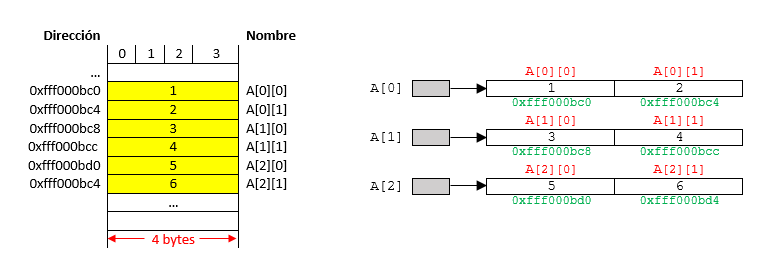 Dirección Nombre
0 1 2 3
...
0xfff000bc0 1 A[0][0]
0xfff000bc4 2 A[0][1]
0xfff000bc8 3 A[1][0]
0xfff000bcc 4 A[1][1]
0xfff000bd0 5 A[2][0]
0xfff000bc4 6 A[2][1]
...
4 bytes
A[0][0] A[0][1]
A[0] 1 2
0xfff000bc0 0xfff000bc4
A[1][0] A[1][1]
A[1] 3 4
0xfff000bc8 0xfff000bcc
A[2][0] A[2][1]
A[2] 5 6
0xfff000bd0 0xfff000bd4